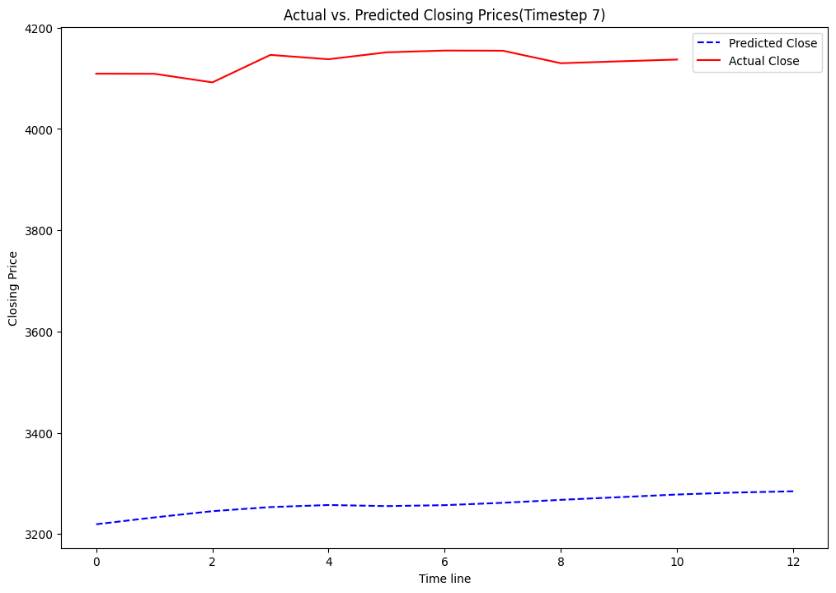 Actual vs. Predicted Closing Prices(Timestep 7)
Predicted Close
Actual Close
4200
4000
3800
3600
3400
3200
Closing Price
0 2 4 6 8 10 12
Time line